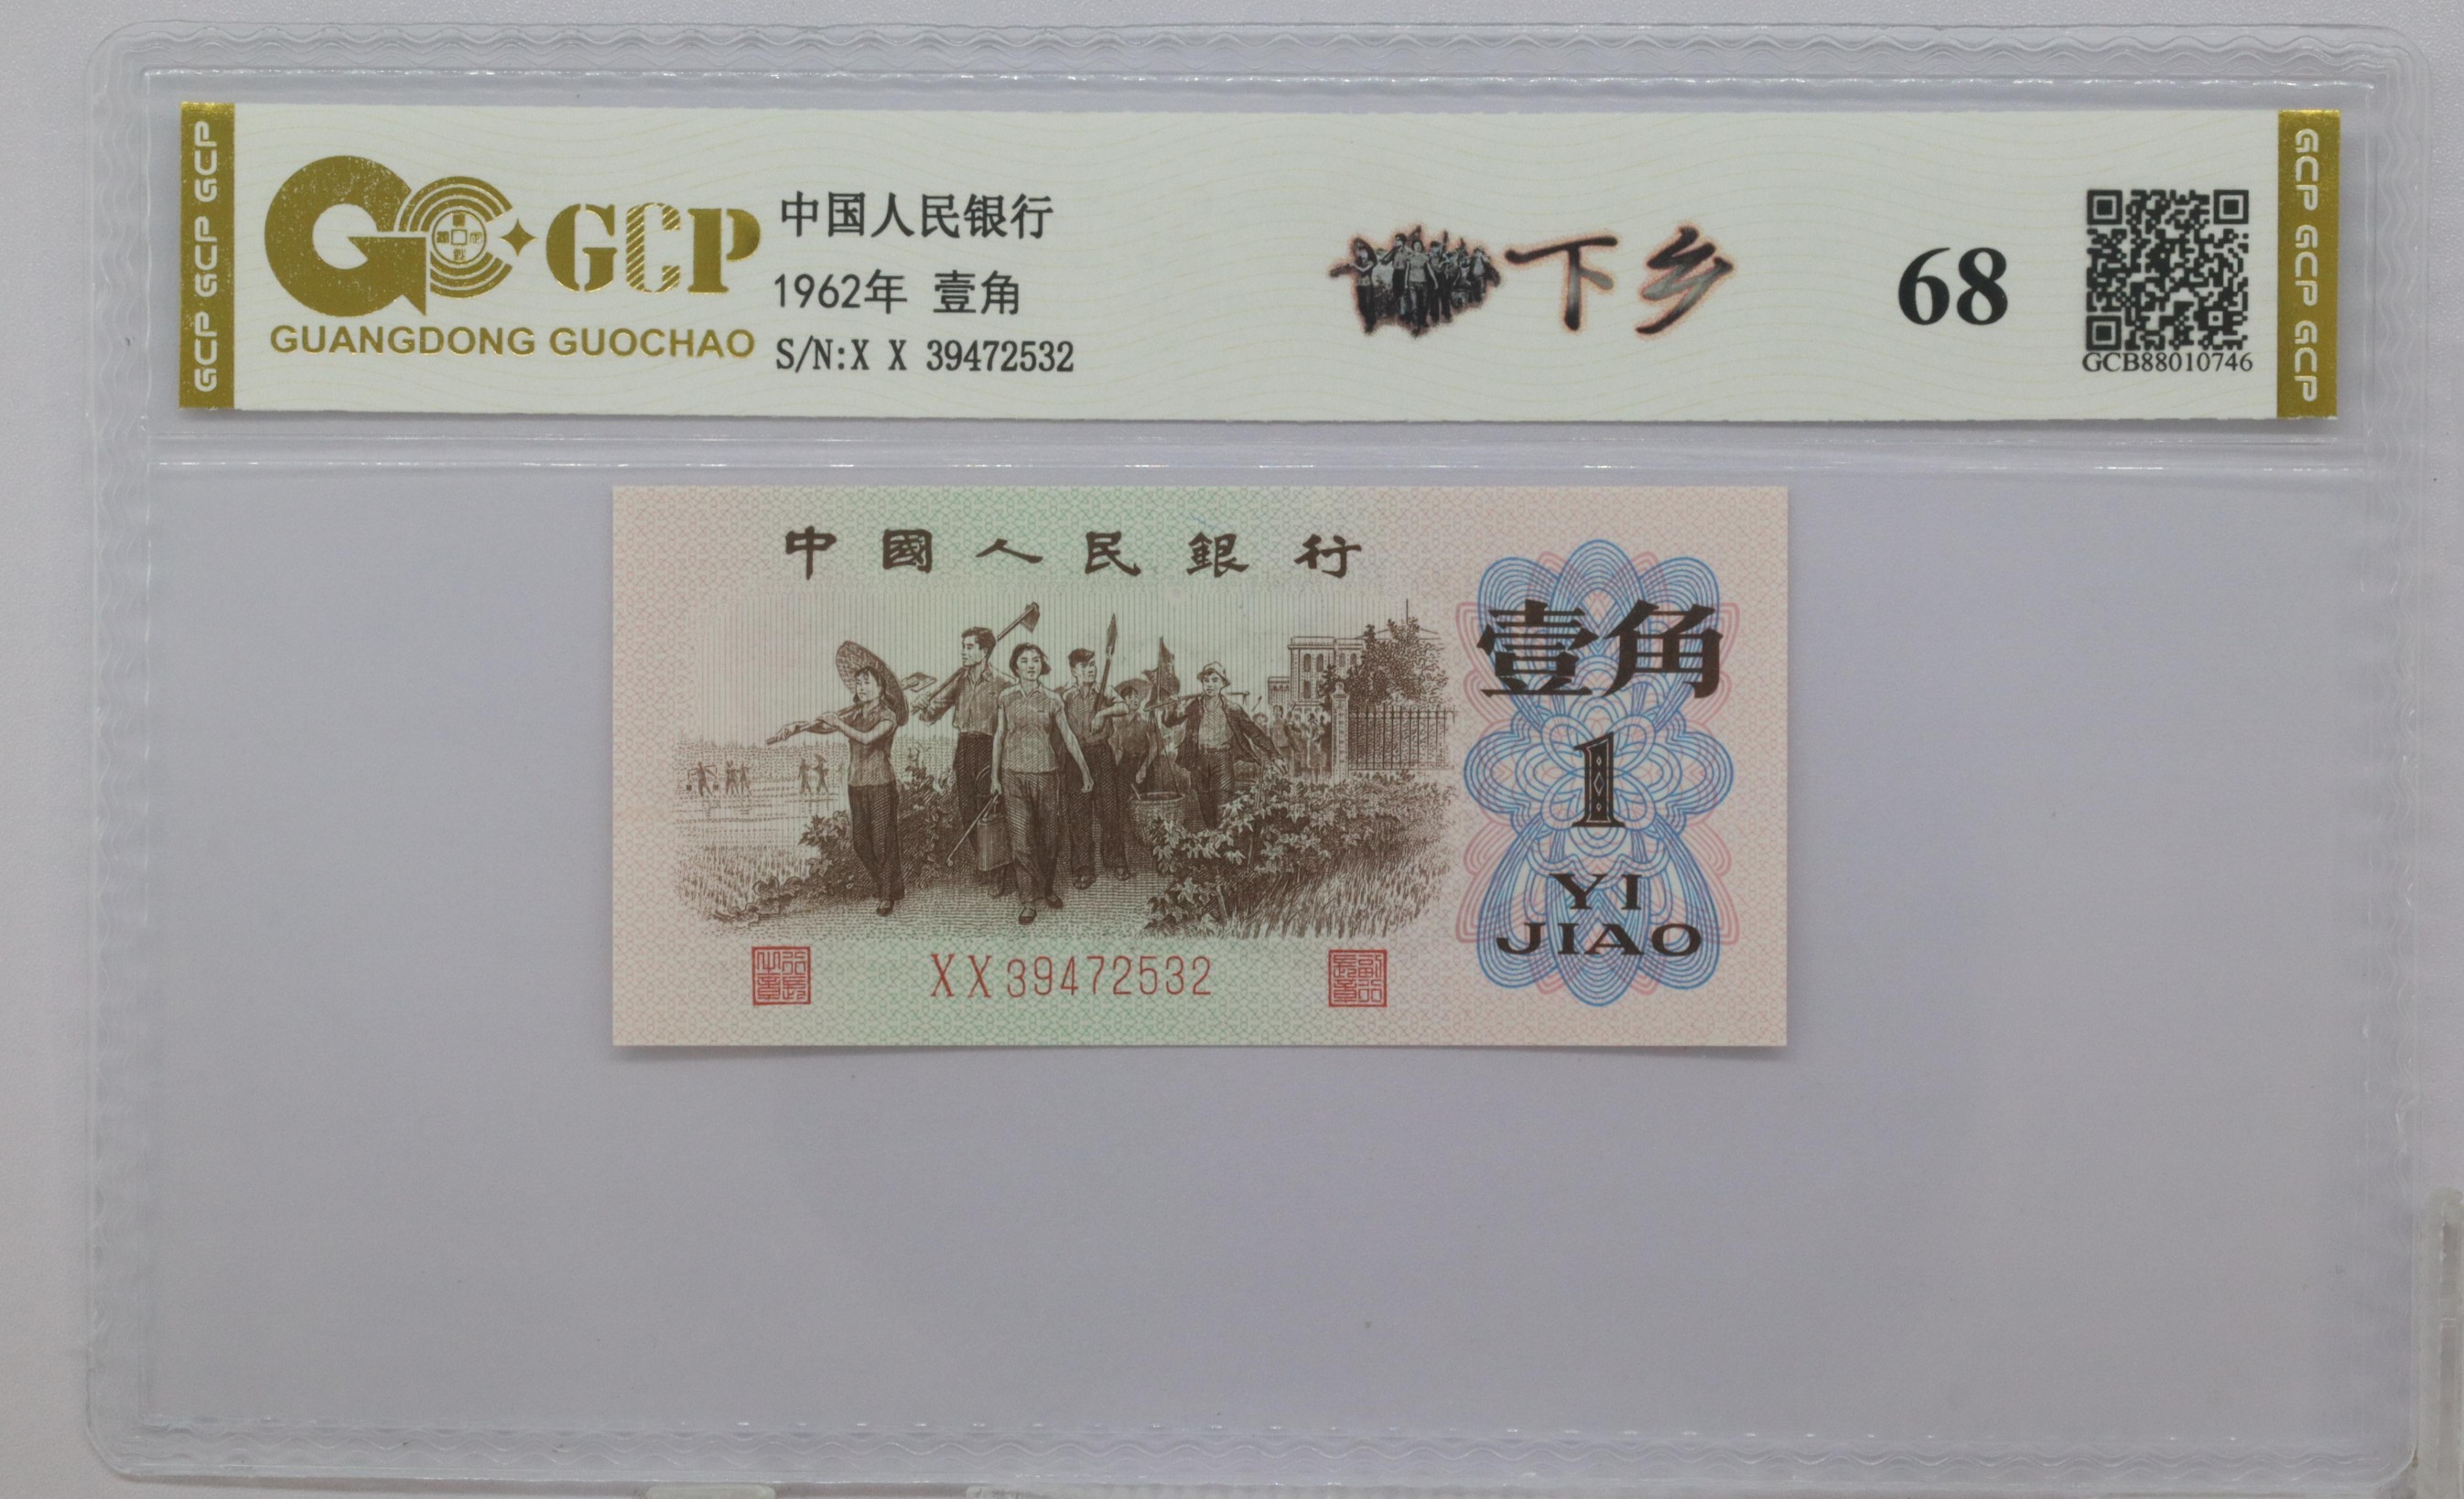 GCP GCP GCP
GCP
GUANGDONG GUOCHAO
中国人民银行
1962年 壹角
S/N:X X 39472532
下乡
68
GCB88010746
GCP GCP GCP
中國人民銀行
壹角
1
YI
JIAO
XX39472532